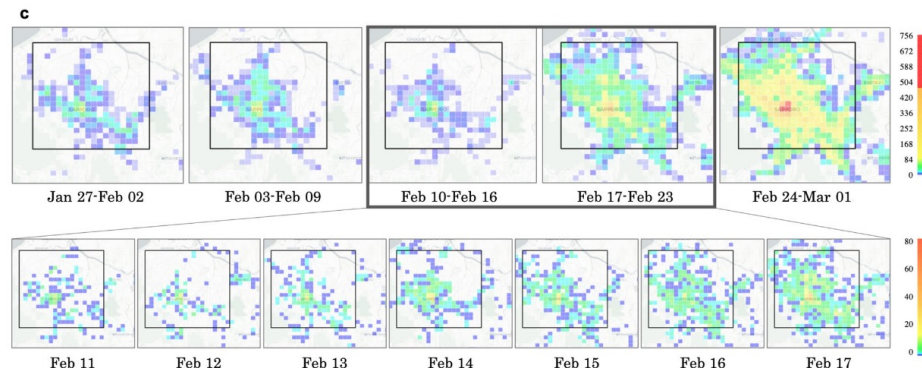 c
756
672
588
504
420
336
252
168
84
0
Jan 27-Feb 02
Feb 03-Feb 09
Feb 10-Feb 16
Feb 17-Feb 23
Feb 24-Mar 01
80
60
40
20
0
Feb 11
Feb 12
Feb 13
Feb 14
Feb 15
Feb 16
Feb 17